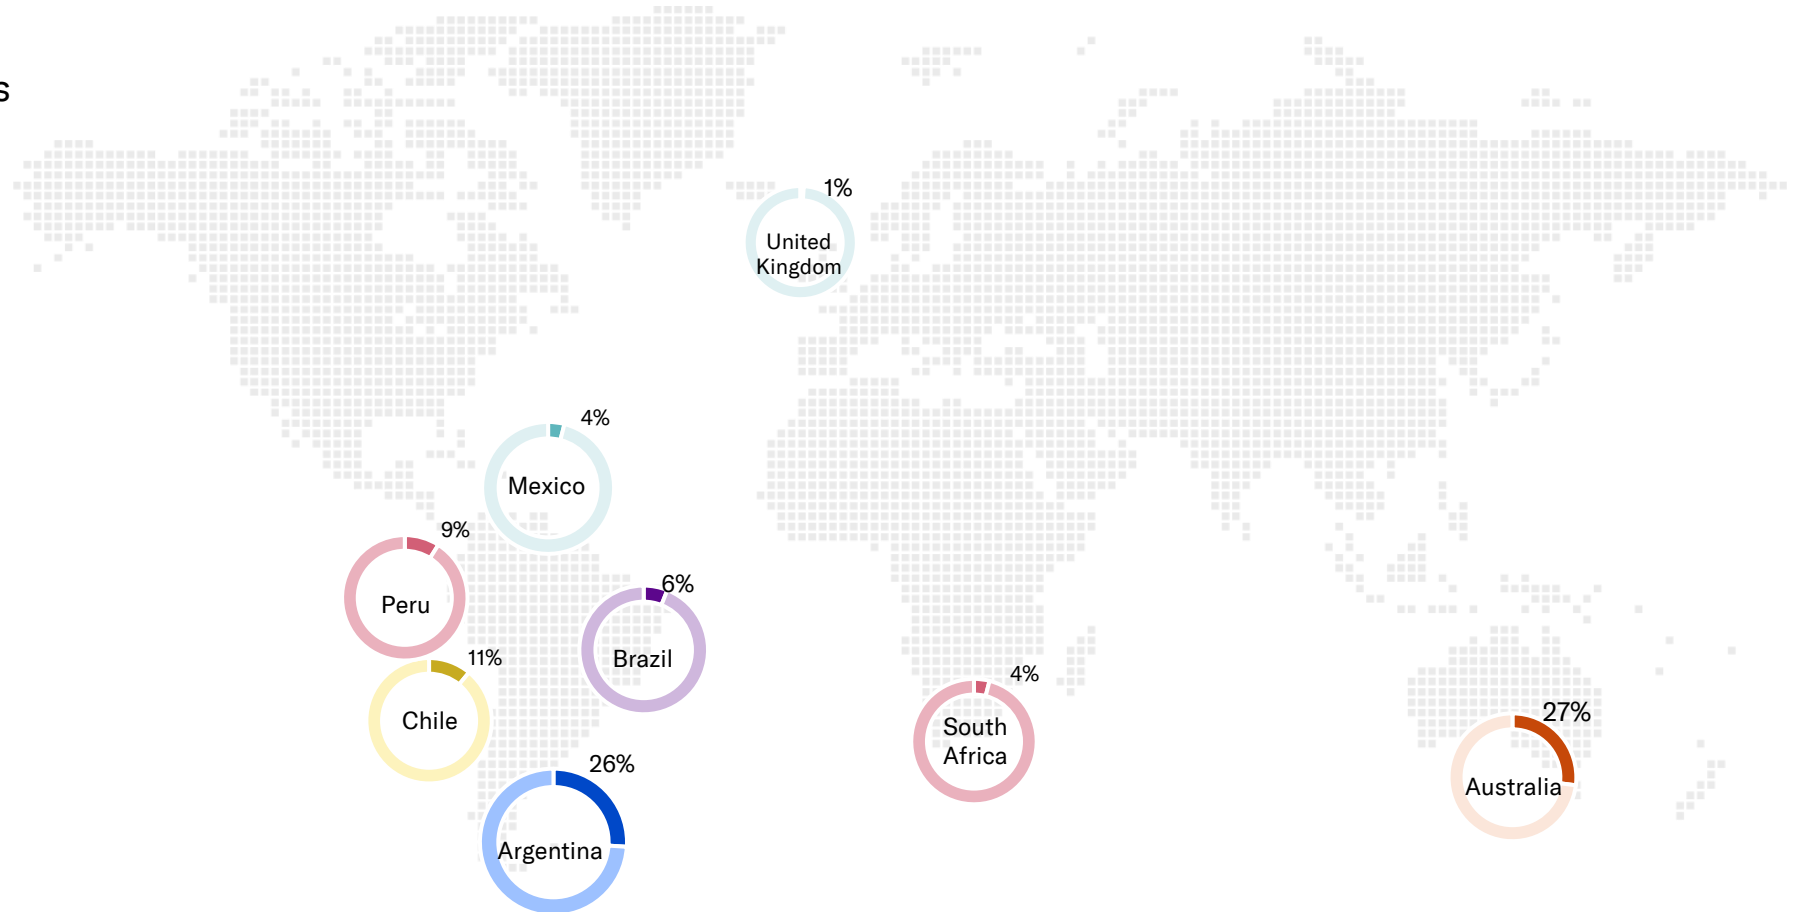 s
1%
United
Kingdom
4%
Mexico
9%
Peru
6%
Brazil
11%
Chile
4%
South
Africa
27%
Australia
26%
Argentina